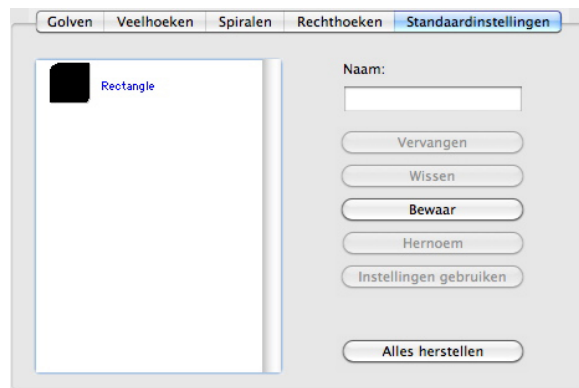 Golven Veelhoeken Spiralen Rechthoeken Standaardinstellingen
Rectangle
Naam:
Vervangen
Wissen
Bewaar
Hernoem
Instellingen gebruiken
Alles herstellen